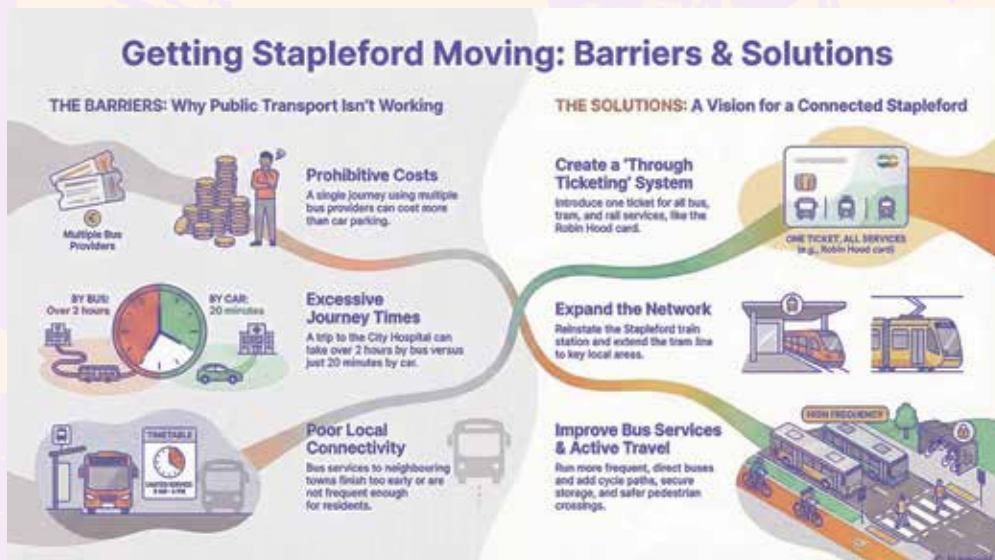 Getting Stapleford Moving: Barriers & Solutions
THE BARRIERS: Why Public Transport Isn't Working
Multiple Bus
Providers
Prohibitive Costs
A single journey using multiple
bus providers can cost more
than car parking.
BY BUS:
Over 2 hours
BY CAR:
20 minutes
Excessive
Journey Times
A trip to the City Hospital can
take over 2 hours by bus versus
just 20 minutes by car.
TIMETABLE
LIMITED SERVICE
Poor Local
Connectivity
Bus services to neighbouring
towns finish too early or are
not frequent enough
for residents.
THE SOLUTIONS: A Vision for a Connected Stapleford
Create a 'Through
Ticketing' System
Introduce one ticket for all bus,
tram, and rail services, like the
Robin Hood card.
ONE TICKET, ALL SERVICES
(e.g., Robin Hood card)
Expand the Network
Reinstate the Stapleford train
station and extend the tram line
to key local areas.
Improve Bus Services
& Active Travel
Run more frequent, direct buses
and add cycle paths, secure
storage, and safer pedestrian
crossings.
HIGH FREQUENCY